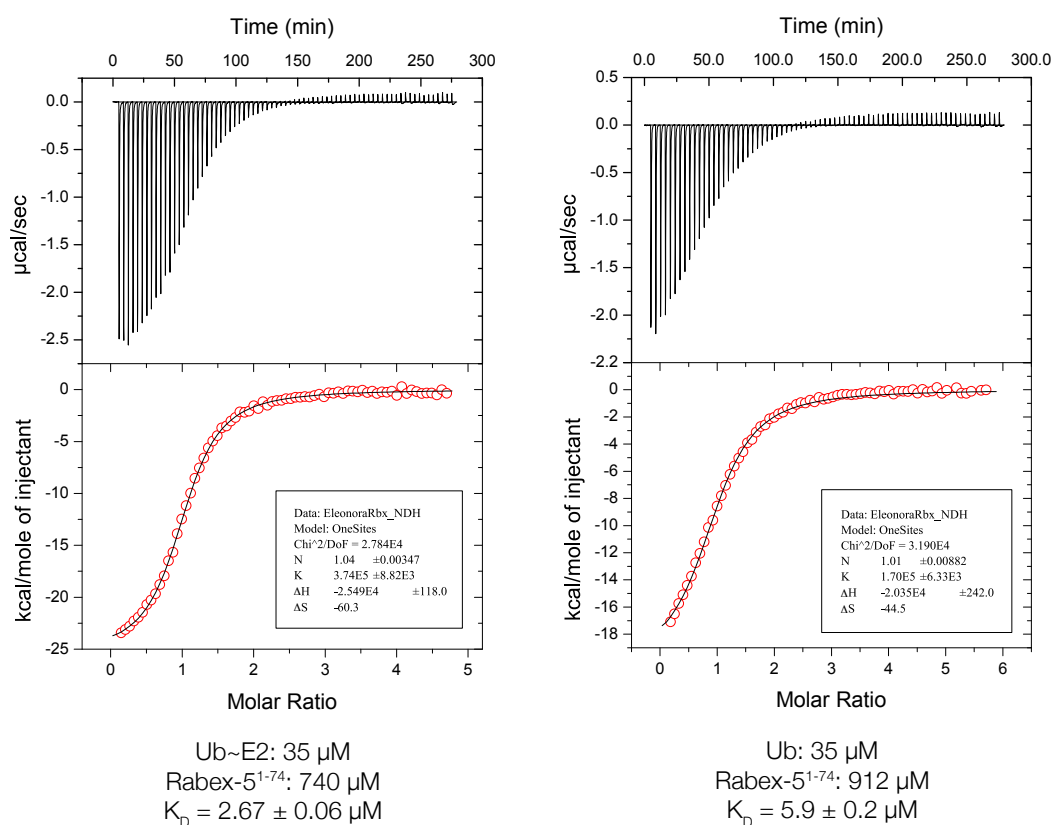 Time (min)
0 50 100 150 200 250 300
0.0
-0.5
-1.0
-1.5
-2.0
-2.5
µcal/sec
0
-5
-10
-15
-20
-25
kcal/mole of injectant
Data: EleonoraRbx_NDH
Model: OneSites
Chi^2/DoF = 2.784E4
N 1.04 ±0.00347
K 3.74E5 ±8.82E3
ΔH -2.549E4 ±118.0
ΔS -60.3
0 1 2 3 4 5
Molar Ratio
Ub~E2: 35 µM
Rabex-5¹⁻⁷⁴: 740 µM
K_D = 2.67 ± 0.06 µM
Time (min)
0.0 50.0 100.0 150.0 200.0 250.0 300.0
0.5
0.0
-0.5
-1.0
-1.5
-2.0
-2.2
µcal/sec
0
-2
-4
-6
-8
-10
-12
-14
-16
-18
kcal/mole of injectant
Data: EleonoraRbx_NDH
Model: OneSites
Chi^2/DoF = 3.190E4
N 1.01 ±0.00882
K 1.70E5 ±6.33E3
ΔH -2.035E4 ±242.0
ΔS -44.5
0 1 2 3 4 5 6
Molar Ratio
Ub: 35 µM
Rabex-5¹⁻⁷⁴: 912 µM
K_D = 5.9 ± 0.2 µM